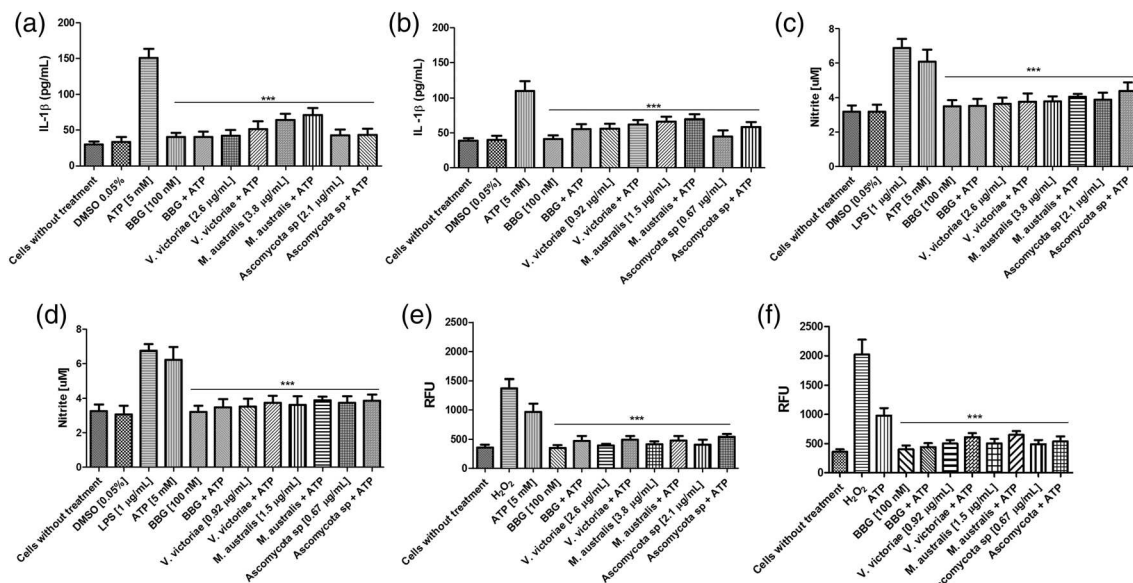 (a)
IL-1β (pg/mL)
200
150
100
50
0
***
Cells without treatment
DMSO 0.05%
ATP [5 mM]
BBG [100 nM]
BBG + ATP
V. victoriae [2.6 µg/mL]
V. victoriae + ATP
M. australis [3.8 µg/mL]
M. australis + ATP
Ascomycota sp [2.1 µg/mL]
Ascomycota sp + ATP
(b)
IL -1β (pg/mL)
200
150
100
50
0
***
Cells without treatment
DMSO [0.05%]
ATP [5 mM]
BBG [100 nM]
BBG + ATP
V. victoriae [0.92 µg/mL]
V. victoriae + ATP
M. australis [1.5 µg/mL]
M. australis + ATP
Ascomycota sp [0.67 µg/mL]
Ascomycota sp + ATP
(c)
Nitrite [uM]
8
6
4
2
0
***
Cells without treatment
DMSO [0.05%]
LPS [1 µg/mL]
ATP [5 mM]
BBG [100 nM]
BBG + ATP
V. victoriae [2.6 µg/mL]
V. victoriae + ATP
M. australis [3.8 µg/mL]
M. australis + ATP
Ascomycota sp [2.1 µg/mL]
Ascomycota sp + ATP
(d)
Nitrite [uM]
8
6
4
2
0
***
Cells without treatment
DMSO [0.05%]
LPS [1 µg/mL]
ATP [5 mM]
BBG [100 nM]
BBG + ATP
V. victoriae [0.92 µg/mL]
V. victoriae + ATP
M. australis [1.5 µg/mL]
M. australis + ATP
Ascomycota sp [0.67 µg/mL]
Ascomycota sp + ATP
(e)
RFU
2500
2000
1500
1000
500
0
***
Cells without treatment
H₂O₂
ATP [5 mM]
BBG [100 nM]
BBG + ATP
V. victoriae [2.6 µg/mL]
V. victoriae + ATP
M. australis [3.8 µg/mL]
M. australis + ATP
Ascomycota sp [2.1 µg/mL]
Ascomycota sp + ATP
(f)
RFU
2500
2000
1500
1000
500
0
***
Cells without treatment
H₂O₂
ATP
BBG [100 nM]
BBG + ATP
V. victoriae [0.92 µg/mL]
V. victoriae + ATP
M. australis [1.5 µg/mL]
M. australis + ATP
Ascomycota sp [0.67 µg/mL]
Ascomycota + ATP